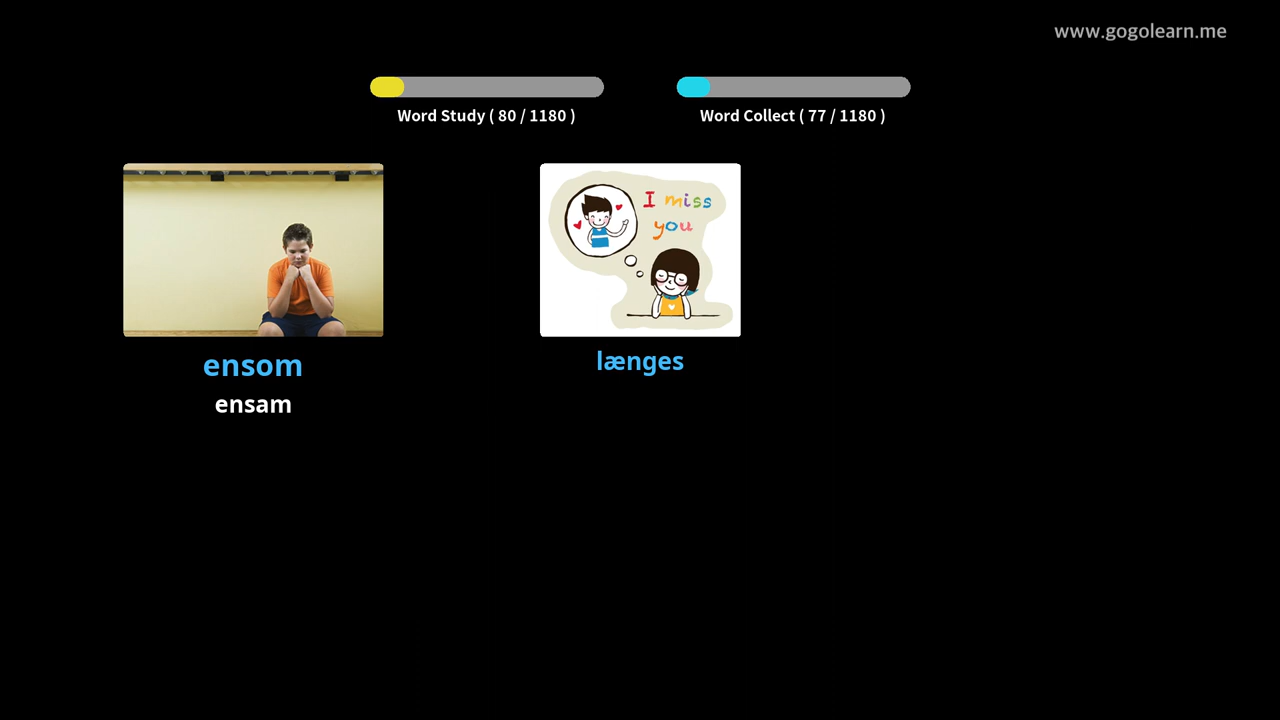 www.gogolearn.me
Word Study ( 80 / 1180 )
Word Collect ( 77 / 1180 )
I miss
you
ensom
længes
ensam